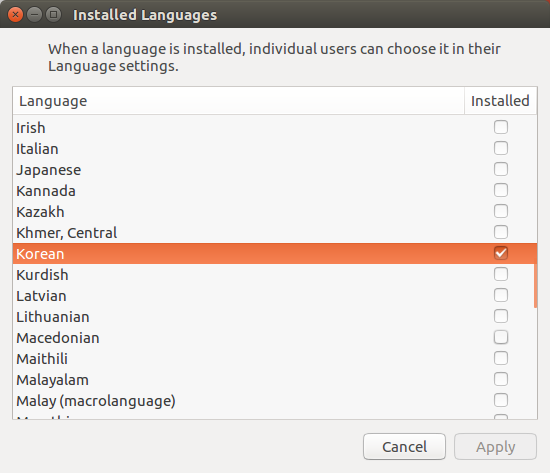 Installed Languages
When a language is installed, individual users can choose it in their
Language settings.
Language Installed
Irish
Italian
Japanese
Kannada
Kazakh
Khmer, Central
Korean
Kurdish
Latvian
Lithuanian
Macedonian
Maithili
Malayalam
Malay (macrolanguage)
Cancel Apply